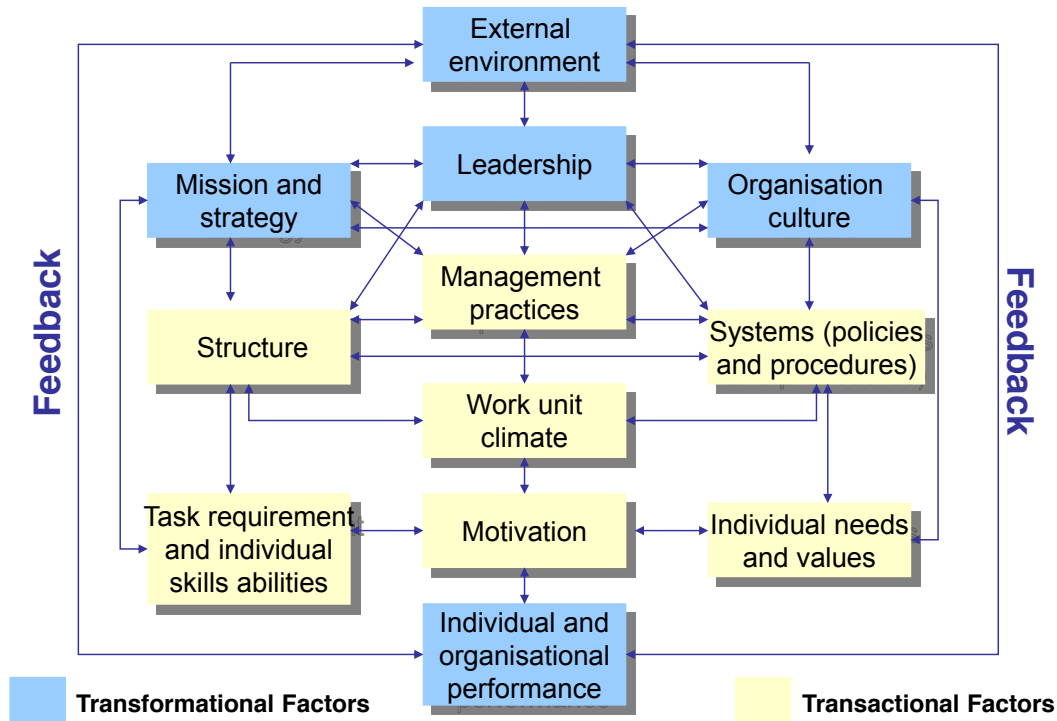 External
environment
Leadership
Mission and
strategy
Organisation
culture
Management
practices
Structure
Systems (policies
and procedures)
Work unit
climate
Task requirement
and individual
skills abilities
Motivation
Individual needs
and values
Individual and
organisational
performance
Feedback
Feedback
Transformational Factors
Transactional Factors